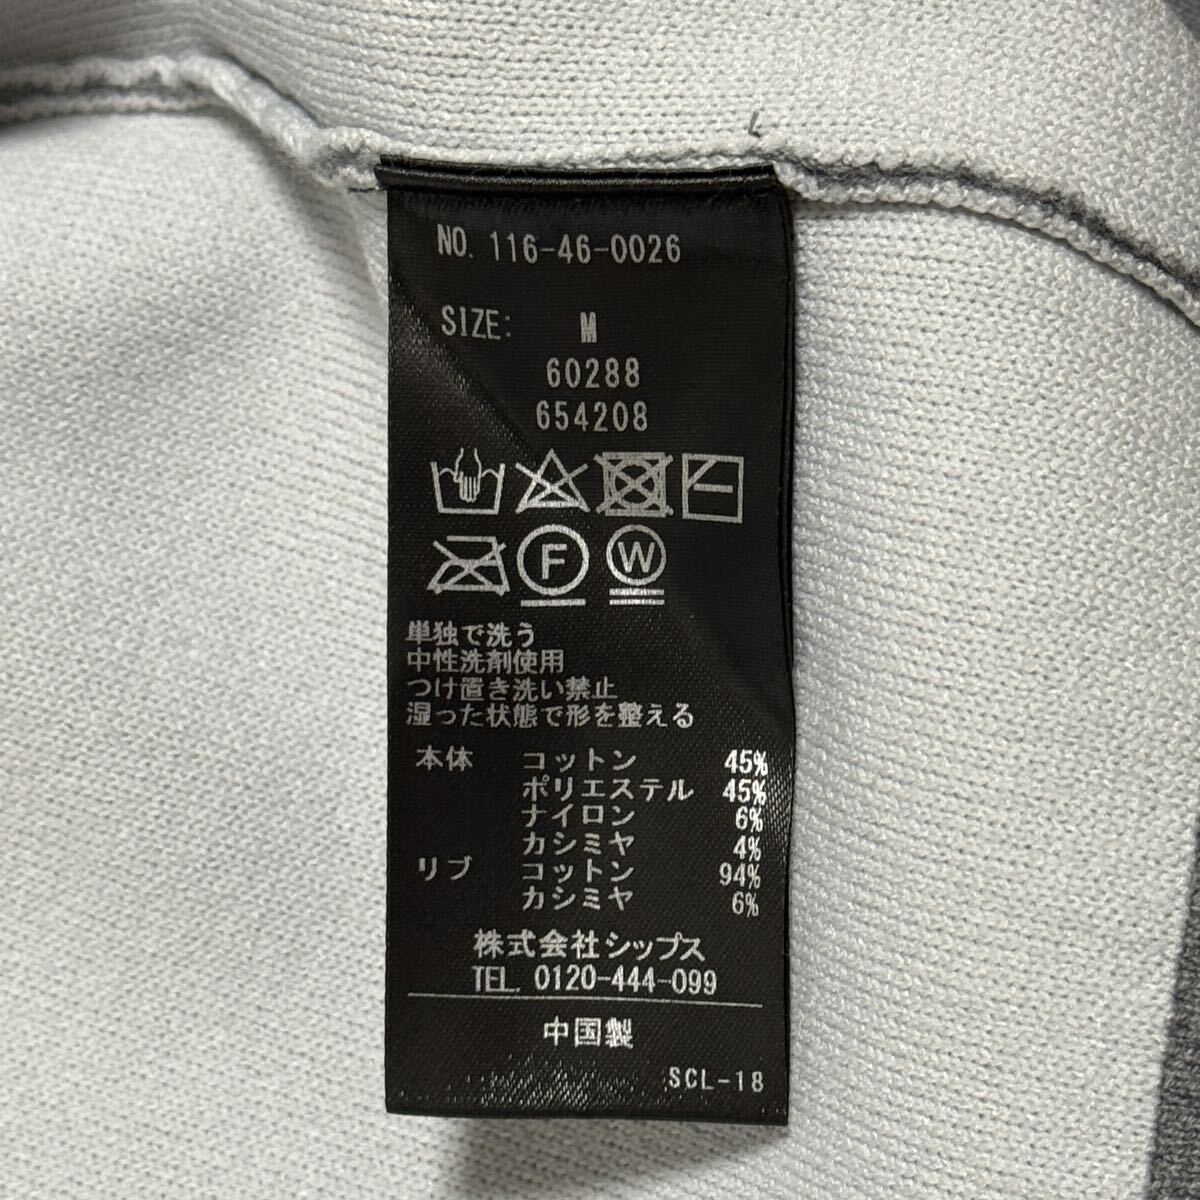 NO. 116-46-0026
SIZE: M
60288
654208
F W
単独で洗う
中性洗剤使用
つけ置き洗い禁止
湿った状態で形を整える
本体 コットン 45%
ポリエステル 45%
ナイロン 6%
カシミヤ 4%
リブ コットン 94%
カシミヤ 6%
株式会社シップス
TEL. 0120-444-099
中国製
SCL-18